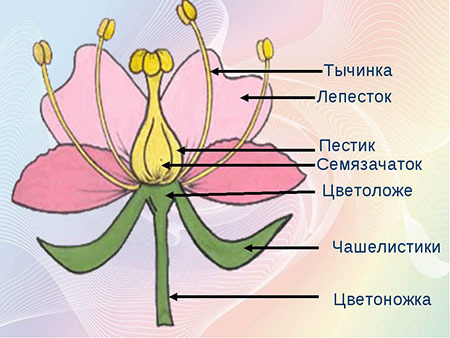 Тычинка
Лепесток
Пестик
Семязачаток
Цветоложе
Чашелистики
Цветоножка